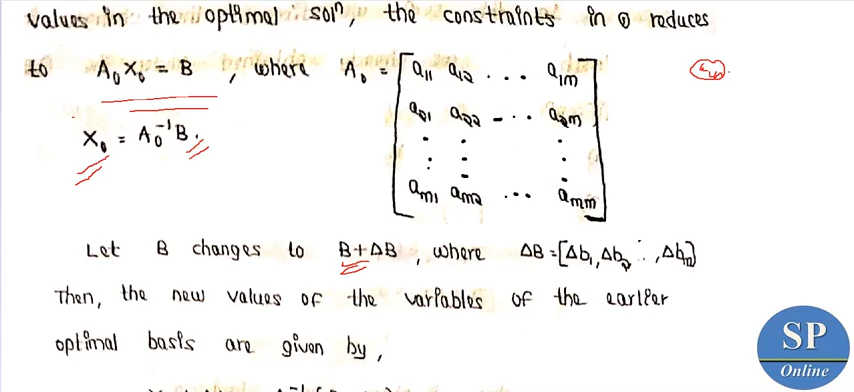 values in the optimal solⁿ, the constraints in ① reduces
to A₀X₀ = B , where A₀ = [a₁₁ a₁₂ ... a₁m
a₂₁ a₂₂ - .. a₂m
: : :
am₁ am₂ ... amm]
X₀ = A₀⁻¹B.
Let B changes to B+ΔB, where ΔB=[Δb₁,Δb₂ .., ,Δbm]
Then, the new values of the variables of the earlier
optimal basis are given by,
SP
Online